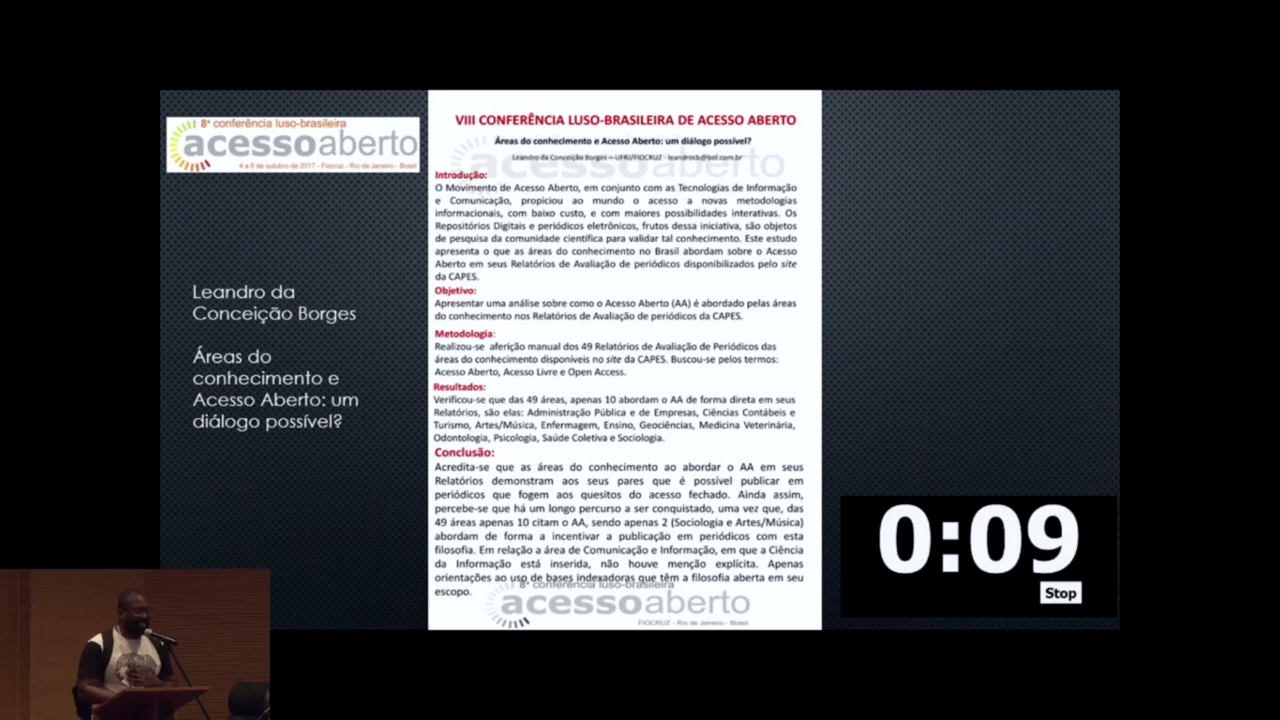 8ª conferência luso-brasileira
acessoaberto
4 a 6 de outubro de 2017 - Fiocruz - Rio de Janeiro - Brasil
Leandro da
Conceição Borges
Áreas do
conhecimento e
Acesso Aberto: um
diálogo possível?
VIII CONFERÊNCIA LUSO-BRASILEIRA DE ACESSO ABERTO
Áreas do conhecimento e Acesso Aberto: um diálogo possível?
Leandro da Conceição Borges – UFRJ/FIOCRUZ - leandrocb@bol.com.br
Introdução:
O Movimento de Acesso Aberto, em conjunto com as Tecnologias de Informação
e Comunicação, propiciou ao mundo o acesso a novas metodologias
informacionais, com baixo custo, e com maiores possibilidades interativas. Os
Repositórios Digitais e periódicos eletrônicos, frutos dessa iniciativa, são objetos
de pesquisa da comunidade científica para validar tal conhecimento. Este estudo
apresenta o que as áreas do conhecimento no Brasil abordam sobre o Acesso
Aberto em seus Relatórios de Avaliação de periódicos disponibilizados pelo site
da CAPES.
Objetivo:
Apresentar uma análise sobre como o Acesso Aberto (AA) é abordado pelas áreas
do conhecimento nos Relatórios de Avaliação de periódicos da CAPES.
Metodologia:
Realizou-se aferição manual dos 49 Relatórios de Avaliação de Periódicos das
áreas do conhecimento disponíveis no site da CAPES. Buscou-se pelos termos:
Acesso Aberto, Acesso Livre e Open Access.
Resultados:
Verificou-se que das 49 áreas, apenas 10 abordam o AA de forma direta em seus
Relatórios, são elas: Administração Pública e de Empresas, Ciências Contábeis e
Turismo, Artes/Música, Enfermagem, Ensino, Geociências, Medicina Veterinária,
Odontologia, Psicologia, Saúde Coletiva e Sociologia.
Conclusão:
Acredita-se que as áreas do conhecimento ao abordar o AA em seus
Relatórios demonstram aos seus pares que é possível publicar em
periódicos que fogem aos quesitos do acesso fechado. Ainda assim,
percebe-se que há um longo percurso a ser conquistado, uma vez que, das
49 áreas apenas 10 citam o AA, sendo apenas 2 (Sociologia e Artes/Música)
abordam de forma a incentivar a publicação em periódicos com esta
filosofia. Em relação a área de Comunicação e Informação, em que a Ciência
da Informação está inserida, não houve menção explícita. Apenas
orientações ao uso de bases indexadoras que têm a filosofia aberta em seu
escopo.
8ª conferência luso-brasileira
acessoaberto
FIOCRUZ - Rio de Janeiro - Brasil
0:09
Stop